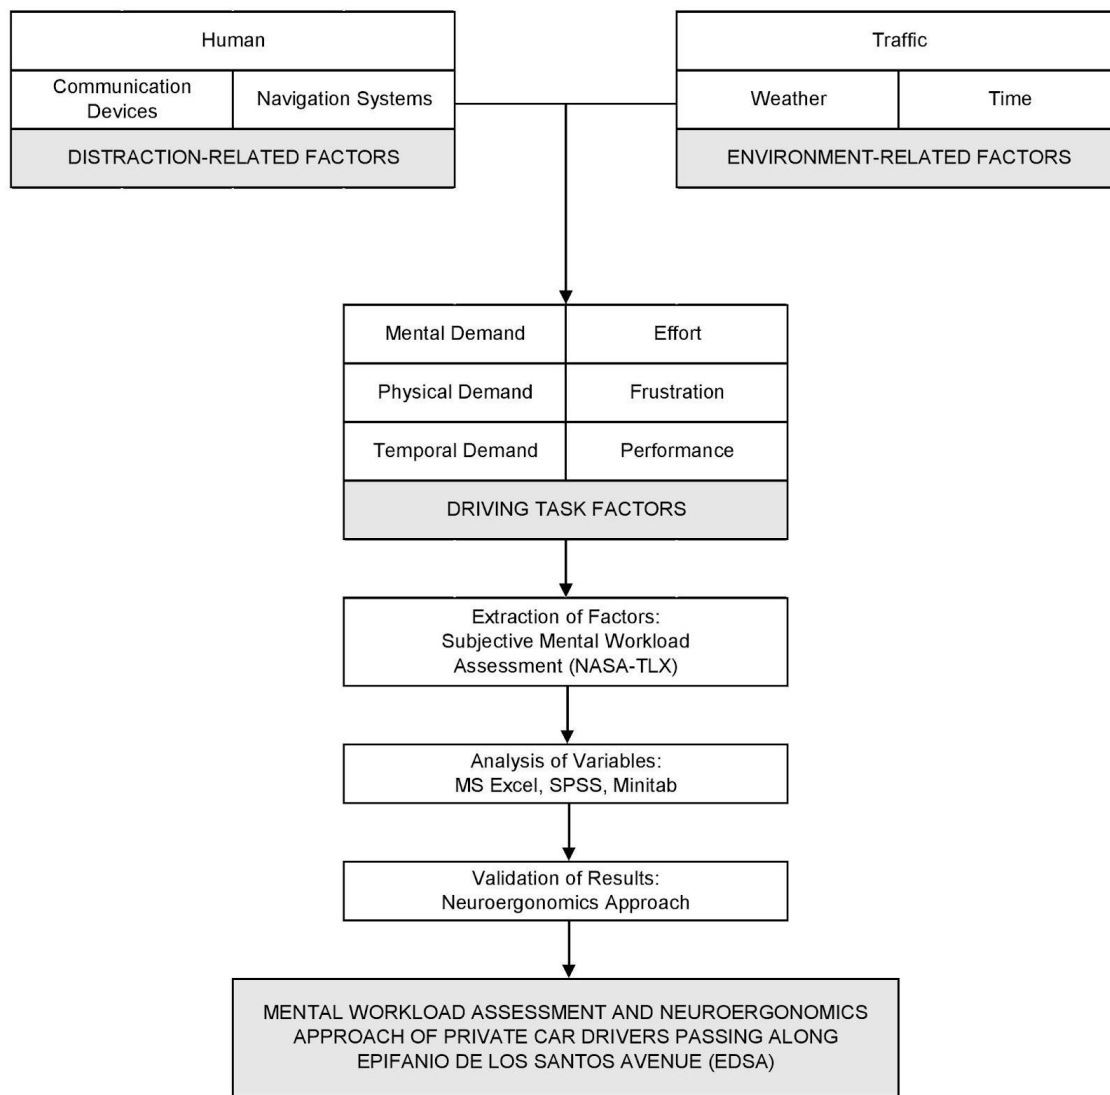 Human
Communication
Devices
Navigation Systems
DISTRACTION-RELATED FACTORS
Traffic
Weather
Time
ENVIRONMENT-RELATED FACTORS
Mental Demand
Effort
Physical Demand
Frustration
Temporal Demand
Performance
DRIVING TASK FACTORS
Extraction of Factors:
Subjective Mental Workload
Assessment (NASA-TLX)
Analysis of Variables:
MS Excel, SPSS, Minitab
Validation of Results:
Neuroergonomics Approach
MENTAL WORKLOAD ASSESSMENT AND NEUROERGONOMICS
APPROACH OF PRIVATE CAR DRIVERS PASSING ALONG
EPIFANIO DE LOS SANTOS AVENUE (EDSA)